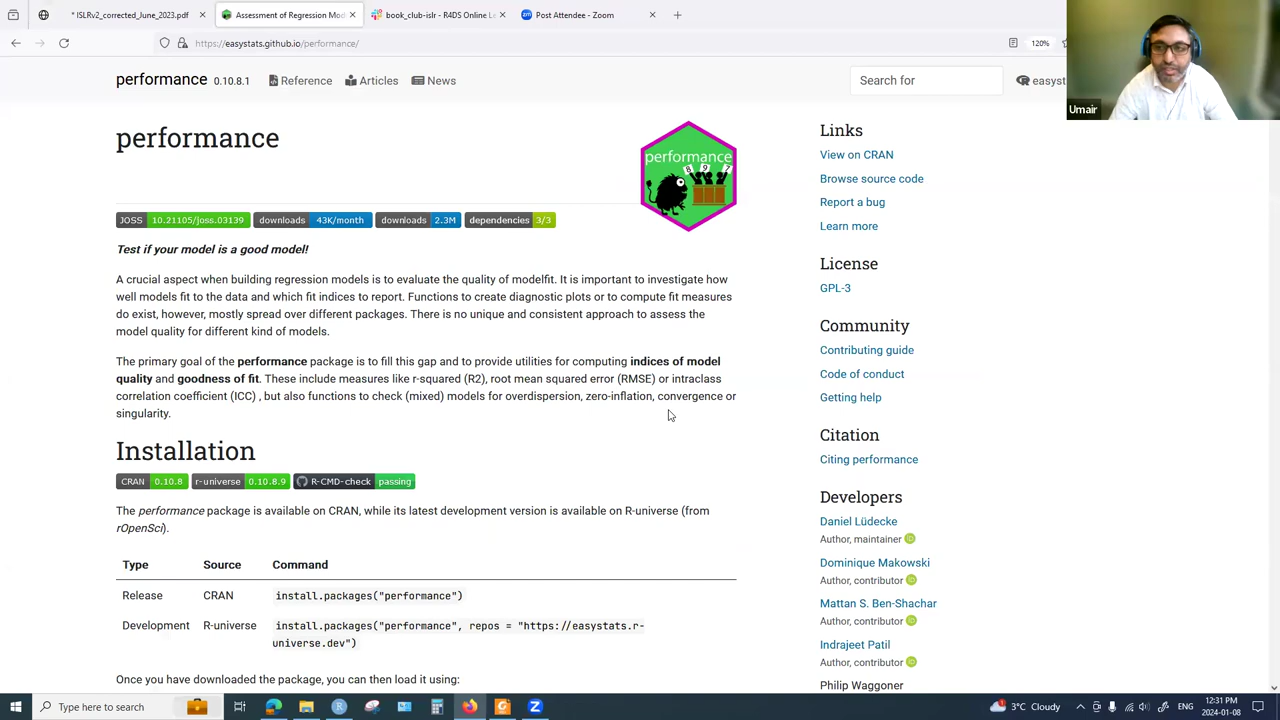 * ISLRv2_corrected_June_2023.pdf
Assessment of Regression Mod
book_club-islr - R4DS Online Le
Post Attendee - Zoom
https://easystats.github.io/performance/
120%
performance 0.10.8.1 Reference Articles News
Search for
easyst
Umair
performance
performance
8 9 7
JOSS 10.21105/joss.03139 downloads 43K/month downloads 2.3M dependencies 3/3
Test if your model is a good model!
A crucial aspect when building regression models is to evaluate the quality of modelfit. It is important to investigate how
well models fit to the data and which fit indices to report. Functions to create diagnostic plots or to compute fit measures
do exist, however, mostly spread over different packages. There is no unique and consistent approach to assess the
model quality for different kind of models.
The primary goal of the performance package is to fill this gap and to provide utilities for computing indices of model
quality and goodness of fit. These include measures like r-squared (R2), root mean squared error (RMSE) or intraclass
correlation coefficient (ICC) , but also functions to check (mixed) models for overdispersion, zero-inflation, convergence or
singularity.
Installation
CRAN 0.10.8 r-universe 0.10.8.9 R-CMD-check passing
The performance package is available on CRAN, while its latest development version is available on R-universe (from
rOpenSci).
Type Source Command
Release CRAN install.packages("performance")
Development R-universe install.packages("performance", repos = "https://easystats.r-
universe.dev")
Once you have downloaded the package, you can then load it using:
Links
View on CRAN
Browse source code
Report a bug
Learn more
License
GPL-3
Community
Contributing guide
Code of conduct
Getting help
Citation
Citing performance
Developers
Daniel Lüdecke
Author, maintainer
Dominique Makowski
Author, contributor
Mattan S. Ben-Shachar
Author, contributor
Indrajeet Patil
Author, contributor
Philip Waggoner
Type here to search
3°C Cloudy
ENG
12:31 PM
2024-01-08